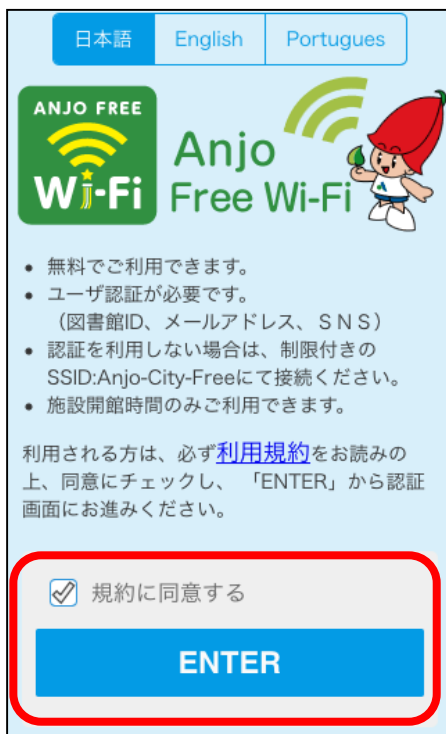 日本語 English Portugues
ANJO FREE
Wi-Fi
Anjo
Free Wi-Fi
• 無料でご利用できます。
• ユーザ認証が必要です。
（図書館ID、メールアドレス、ＳＮＳ）
• 認証を利用しない場合は、制限付きの
SSID:Anjo-City-Freeにて接続ください。
• 施設開館時間のみご利用できます。
利用される方は、必ず利用規約をお読みの
上、同意にチェックし、「ENTER」から認証
画面にお進みください。
規約に同意する
ENTER